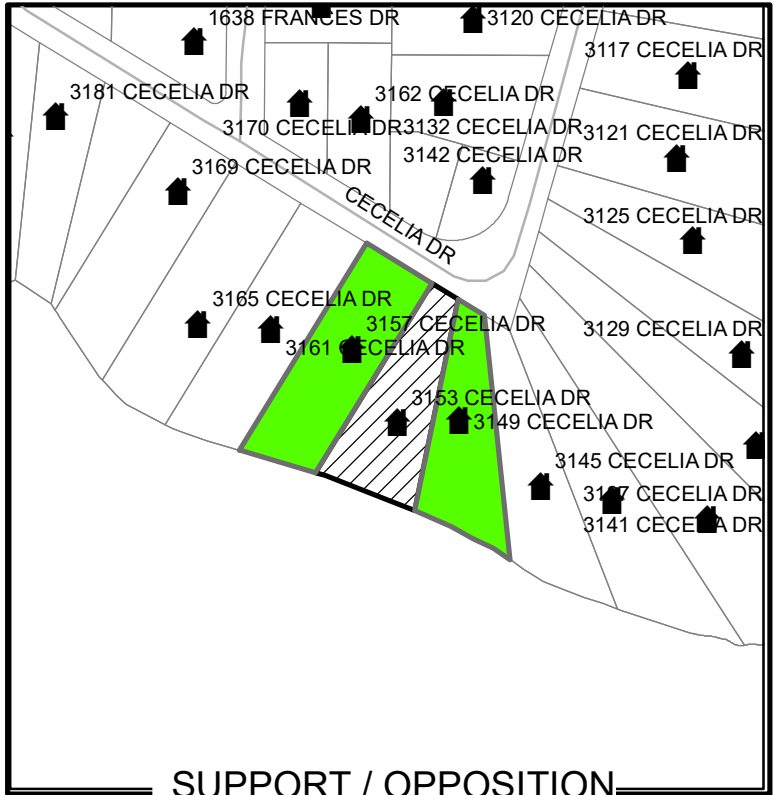 1638 FRANCES DR
3120 CECELIA DR
3117 CECELIA DR
3181 CECELIA DR
3162 CECELIA DR
3170 CECELIA DR
3132 CECELIA DR
3121 CECELIA DR
3142 CECELIA DR
3169 CECELIA DR
CECELIA DR
3125 CECELIA DR
3165 CECELIA DR
3157 CECELIA DR
3129 CECELIA DR
3161 CECELIA DR
3153 CECELIA DR
3149 CECELIA DR
3145 CECELIA DR
CECELIA DR
3141 CECELIA DR
SUPPORT / OPPOSITION